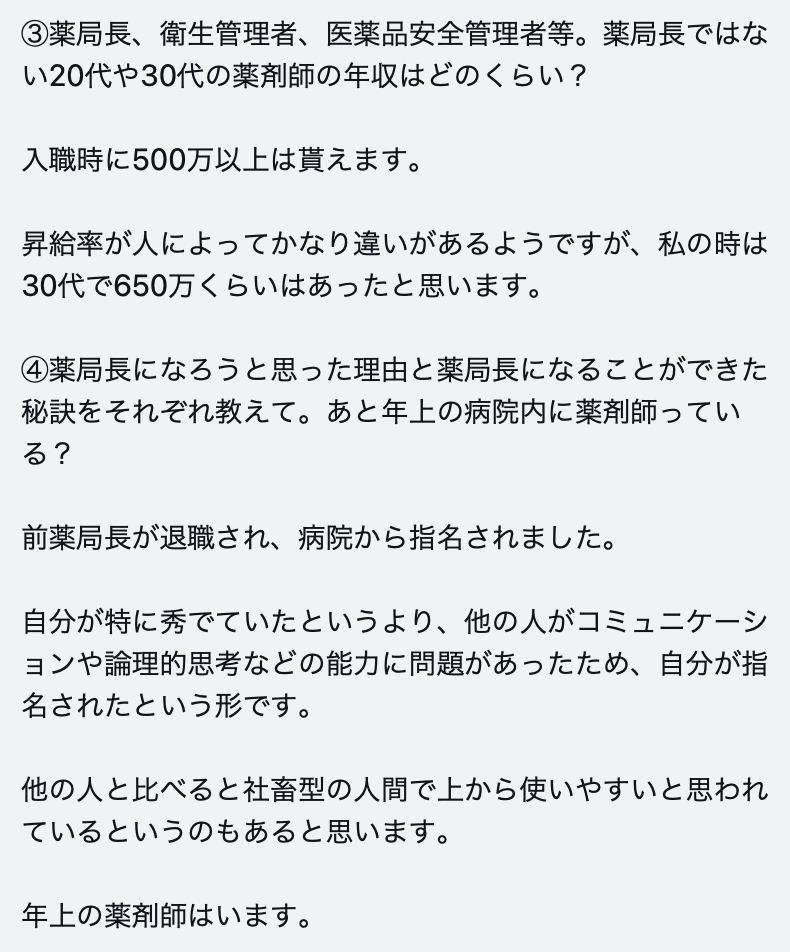 ③薬局長、衛生管理者、医薬品安全管理者等。薬局長ではな
い20代や30代の薬剤師の年収はどのくらい？
入職時に500万以上は貰えます。
昇給率が人によってかなり違いがあるようですが、私の時は
30代で650万くらいはあったと思います。
④薬局長になろうと思った理由と薬局長になることができた
秘訣をそれぞれ教えて。あと年上の病院内に薬剤師ってい
る？
前薬局長が退職され、病院から指名されました。
自分が特に秀でていたというより、他の人がコミュニケーシ
ョンや論理的思考などの能力に問題があったため、自分が指
名されたという形です。
他の人と比べると社畜型の人間で上から使いやすいと思われ
ているというのもあると思います。
年上の薬剤師はいます。